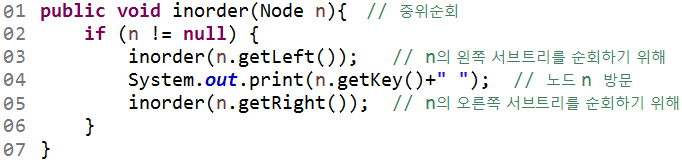 01 public void inorder(Node n){ // 중위순회
02 if (n != null) {
03 inorder(n.getLeft()); // n의 왼쪽 서브트리를 순회하기 위해
04 System.out.print(n.getKey()+" "); // 노드 n 방문
05 inorder(n.getRight()); // n의 오른쪽 서브트리를 순회하기 위해
06 }
07 }